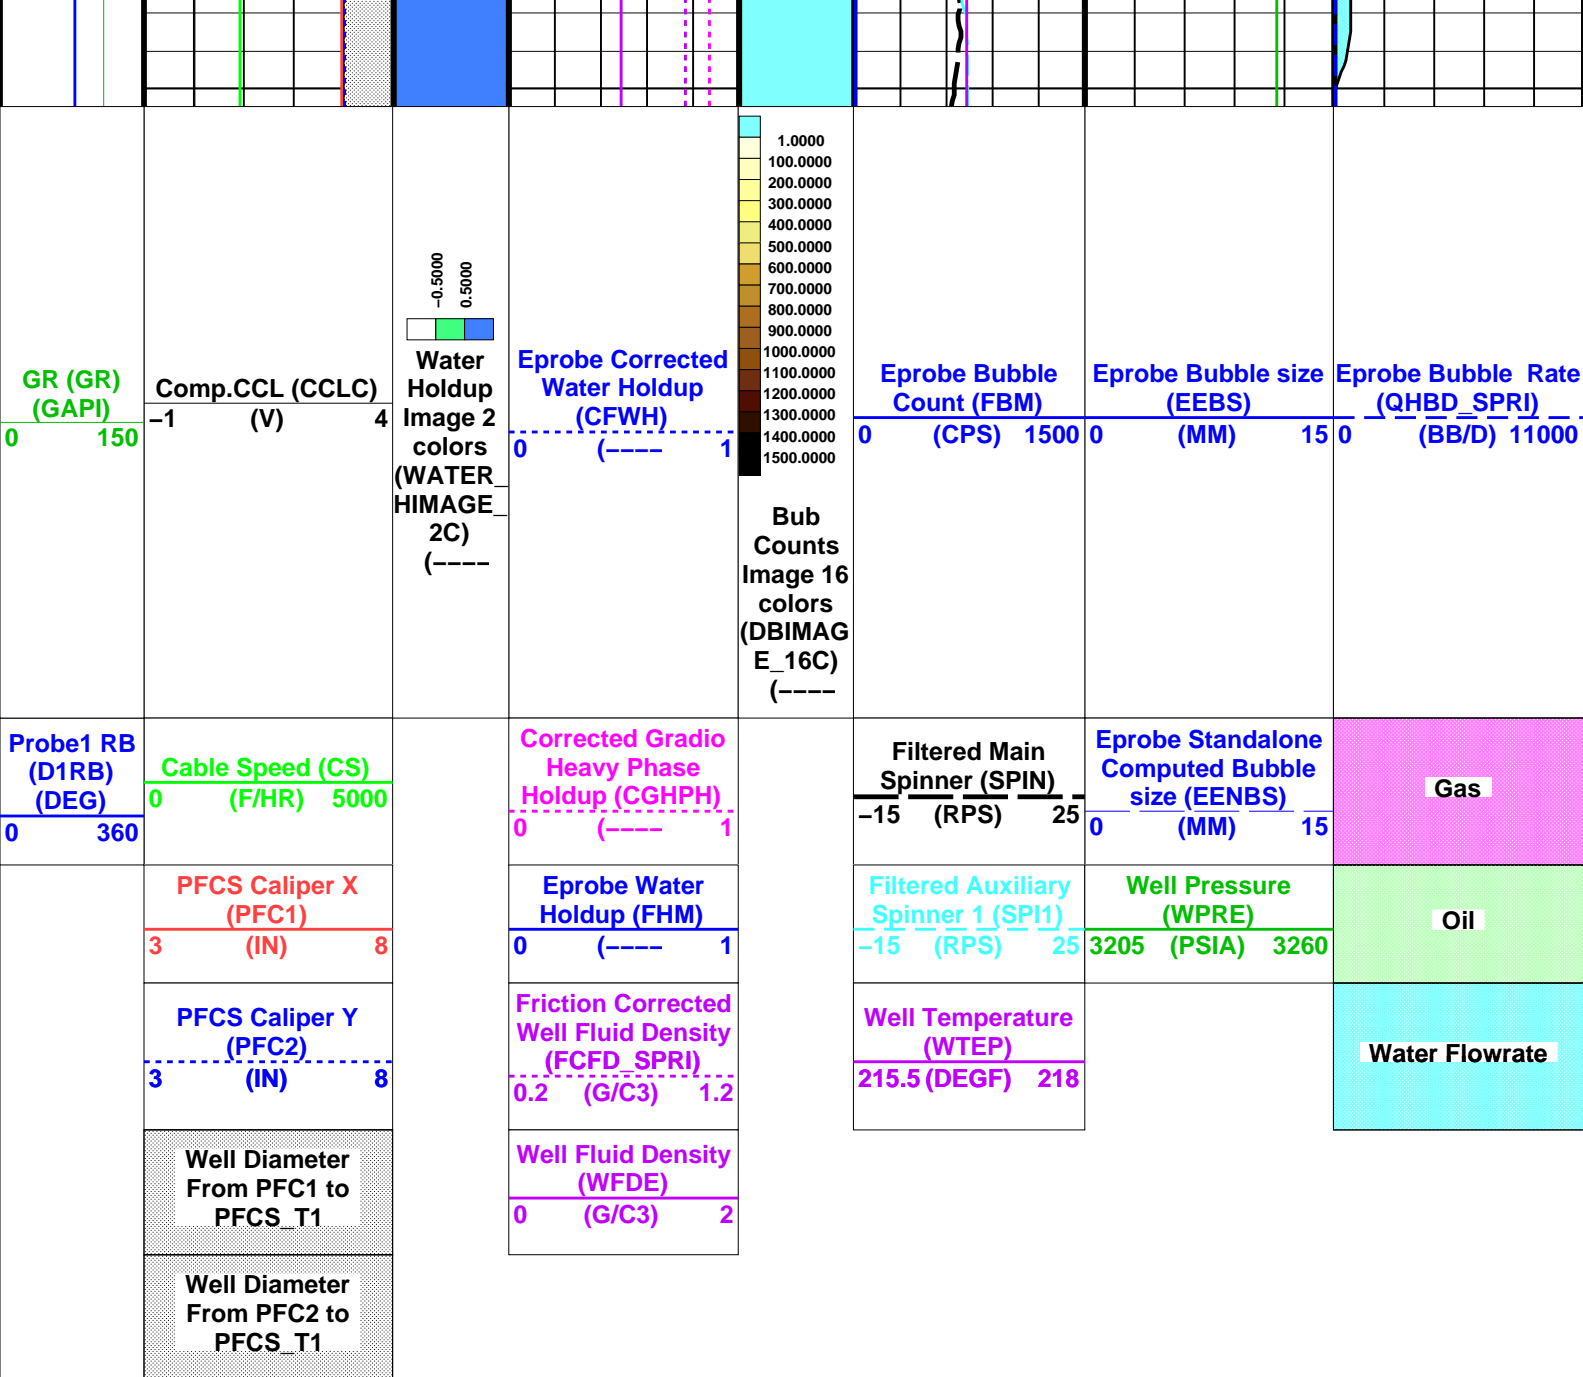 GR (GR)
(GAPI)
0 150
Comp.CCL (CCLC)
−1 (V) 4
−0.5000
0.5000
Water
Holdup
Image 2
colors
(WATER_
HIMAGE_
2C)
(−−−−
Eprobe Corrected
Water Holdup
(CFWH)
0 (−−−− 1
1.0000
100.0000
200.0000
300.0000
400.0000
500.0000
600.0000
700.0000
800.0000
900.0000
1000.0000
1100.0000
1200.0000
1300.0000
1400.0000
1500.0000
Bub
Counts
Image 16
colors
(DBIMAG
E_16C)
(−−−−
Eprobe Bubble
Count (FBM)
0 (CPS) 1500
Eprobe Bubble size
(EEBS)
0 (MM) 15
Eprobe Bubble Rate
(QHBD_SPRI)
0 (BB/D) 11000
Probe1 RB
(D1RB)
(DEG)
0 360
Cable Speed (CS)
0 (F/HR) 5000
Corrected Gradio
Heavy Phase
Holdup (CGHPH)
0 (−−−− 1
Filtered Main
Spinner (SPIN)
−15 (RPS) 25
Eprobe Standalone
Computed Bubble
size (EENBS)
0 (MM) 15
Gas
PFCS Caliper X
(PFC1)
3 (IN) 8
Eprobe Water
Holdup (FHM)
0 (−−−− 1
Filtered Auxiliary
Spinner 1 (SPI1)
−15 (RPS) 25
Well Pressure
(WPRE)
3205 (PSIA) 3260
Oil
PFCS Caliper Y
(PFC2)
3 (IN) 8
Friction Corrected
Well Fluid Density
(FCFD_SPRI)
0.2 (G/C3) 1.2
Well Temperature
(WTEP)
215.5 (DEGF) 218
Water Flowrate
Well Diameter
From PFC1 to
PFCS_T1
Well Fluid Density
(WFDE)
0 (G/C3) 2
Well Diameter
From PFC2 to
PFCS_T1